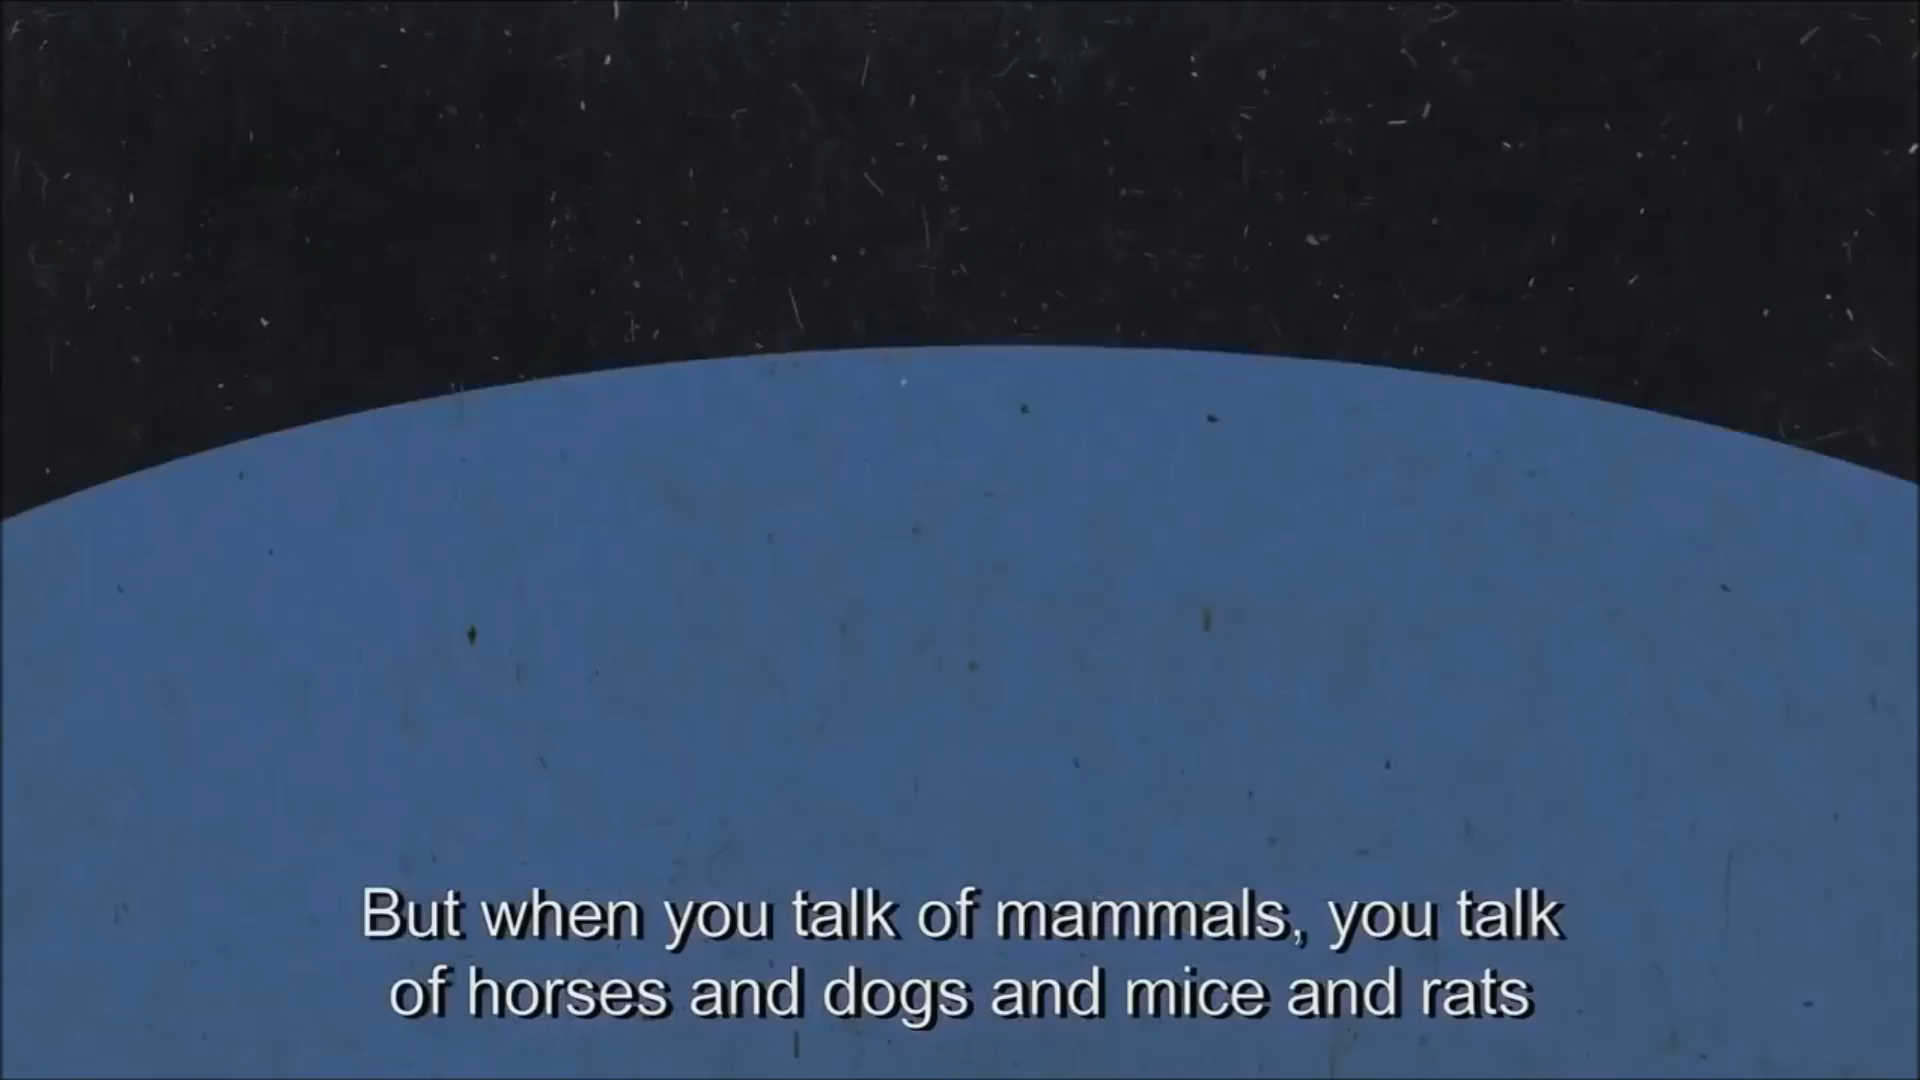 But when you talk of mammals, you talk
of horses and dogs and mice and rats